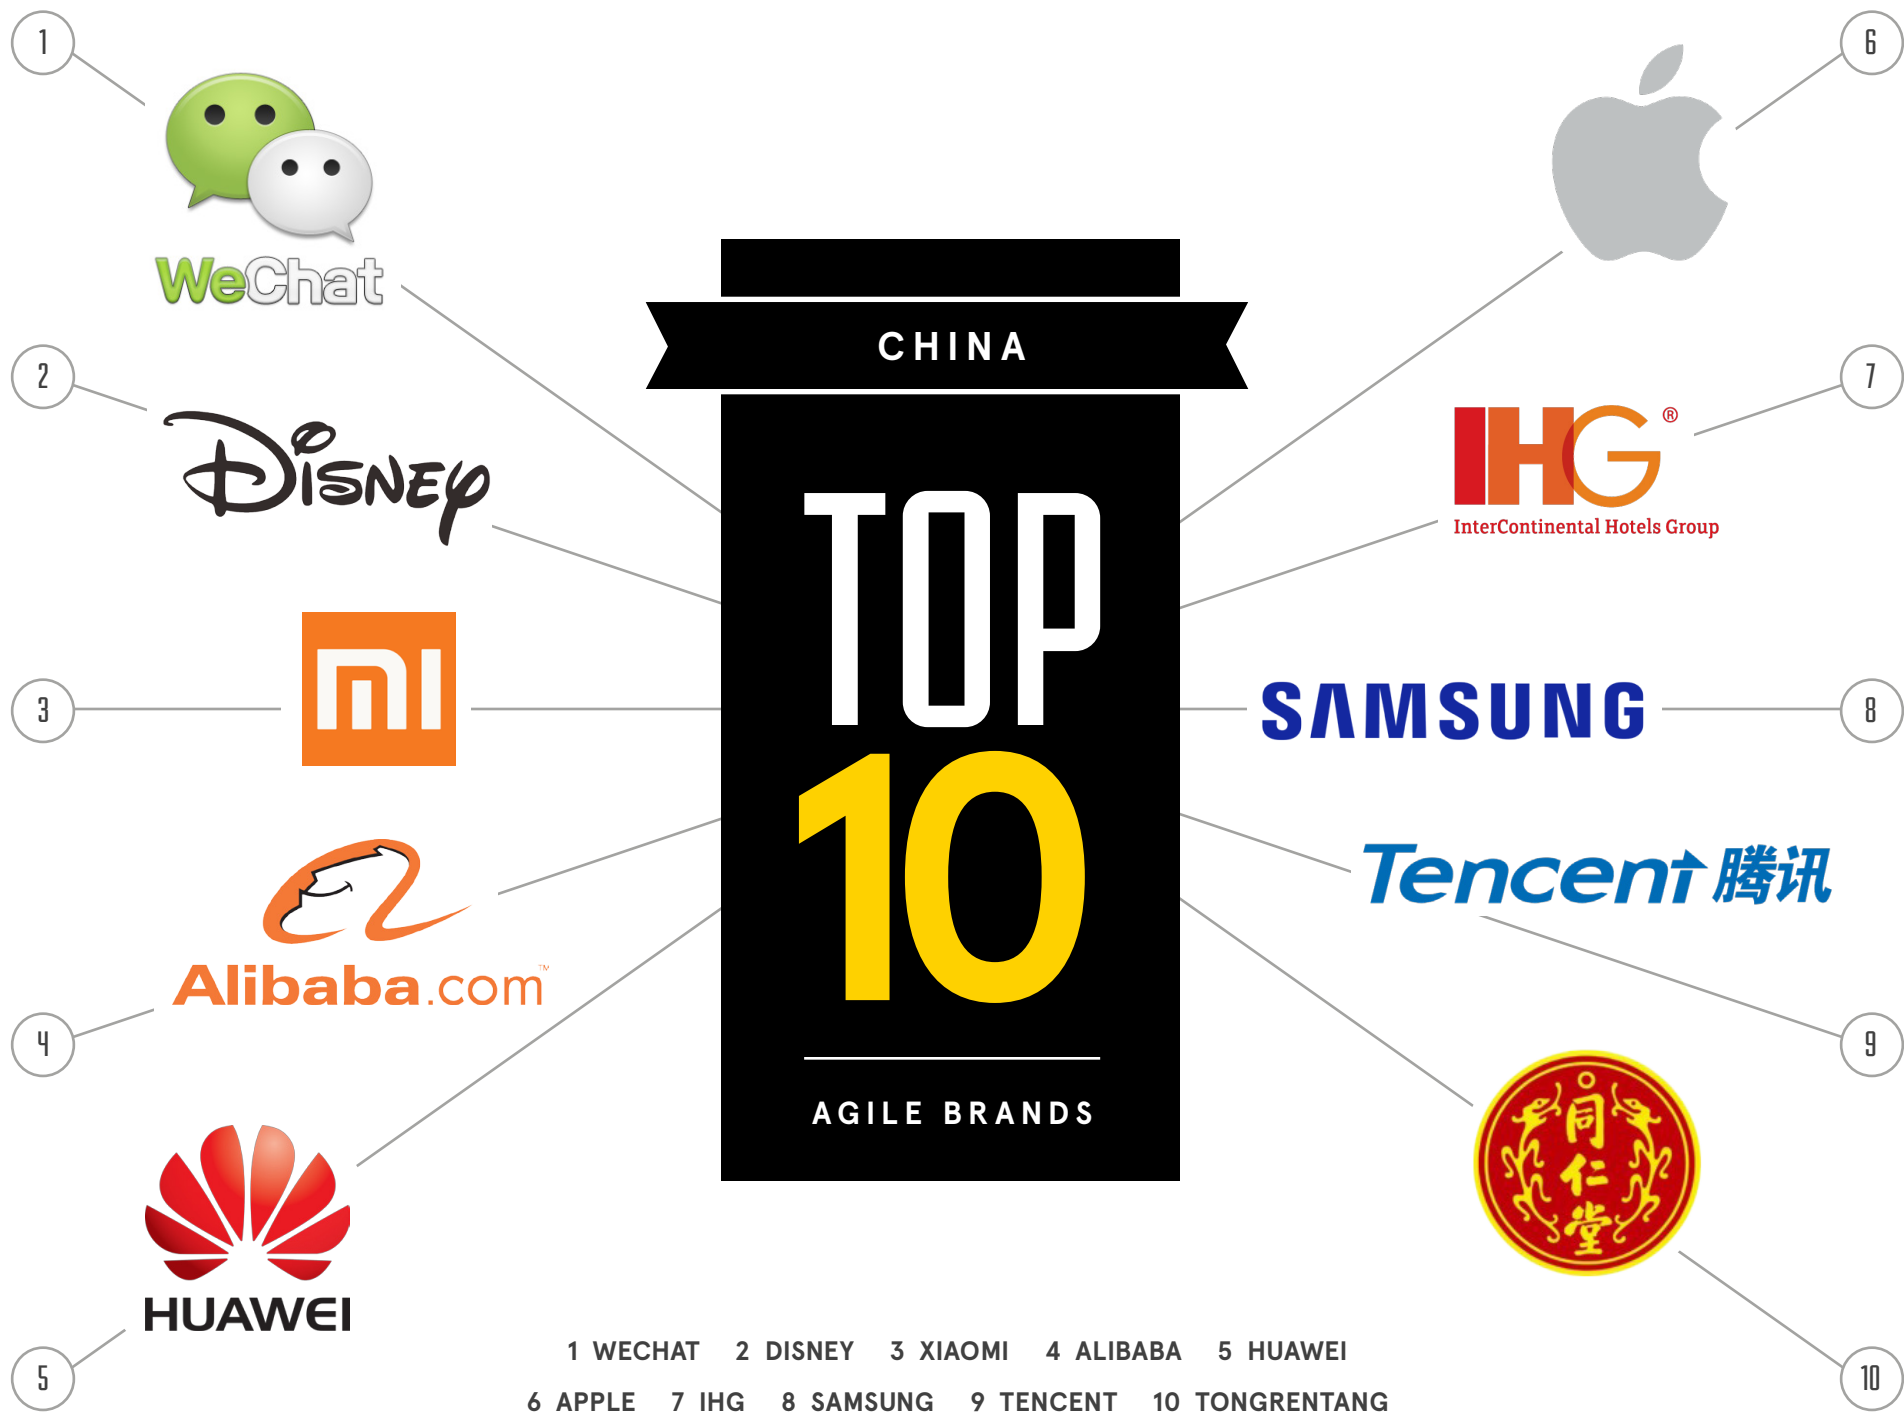 1
WeChat
2
Disney
3
mi
4
Alibaba.com™
5
HUAWEI
CHINA
TOP
10
AGILE BRANDS
6
7
IHG®
InterContinental Hotels Group
8
SAMSUNG
9
Tencent 腾讯
10
同
仁
堂
1 WECHAT 2 DISNEY 3 XIAOMI 4 ALIBABA 5 HUAWEI
6 APPLE 7 IHG 8 SAMSUNG 9 TENCENT 10 TONGRENTANG